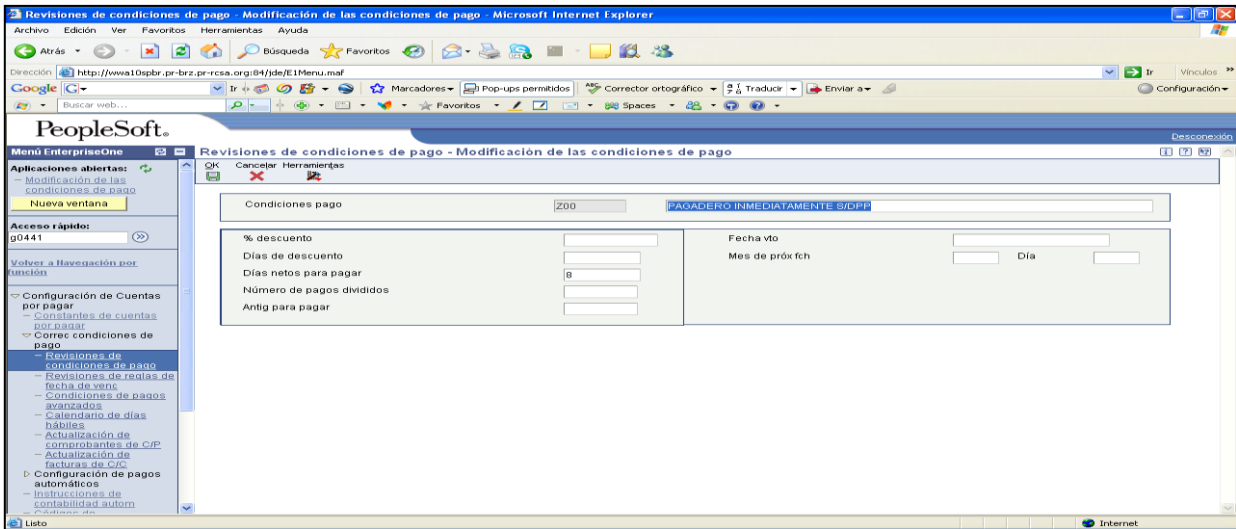 Revisiones de condiciones de pago - Modificación de las condiciones de pago - Microsoft Internet Explorer
Archivo Edición Ver Favoritos Herramientas Ayuda
Atrás Búsqueda Favoritos
Dirección http://wwa10spbr.pr-brz.pr-rcsa.org:84/jde/E1Menu.maf Ir Vínculos »
Google G Ir Marcadores Pop-ups permitidos Corrector ortográfico Traducir Enviar a Configuración
Buscar web... Favoritos Spaces
PeopleSoft®
Desconexión
Menú EnterpriseOne
Revisiones de condiciones de pago - Modificación de las condiciones de pago
Aplicaciones abiertas:
OK Cancelar Herramientas
– Modificación de las
condiciones de pago
Nueva ventana
Condiciones pago Z00 PAGADERO INMEDIATAMENTE S/DPP
Acceso rápido:
g0441
% descuento Fecha vto
Días de descuento Mes de próx fch Día
Días netos para pagar 8
Número de pagos divididos
Antig para pagar
Volver a Navegación por
función
Configuración de Cuentas
por pagar
– Constantes de cuentas
por pagar
Correc condiciones de
pago
– Revisiones de
condiciones de pago
– Revisiones de reglas de
fecha de venc
– Condiciones de pagos
avanzados
– Calendario de días
hábiles
– Actualización de
comprobantes de C/P
– Actualización de
facturas de C/C
Configuración de pagos
automáticos
– Instrucciones de
contabilidad autom
Listo Internet